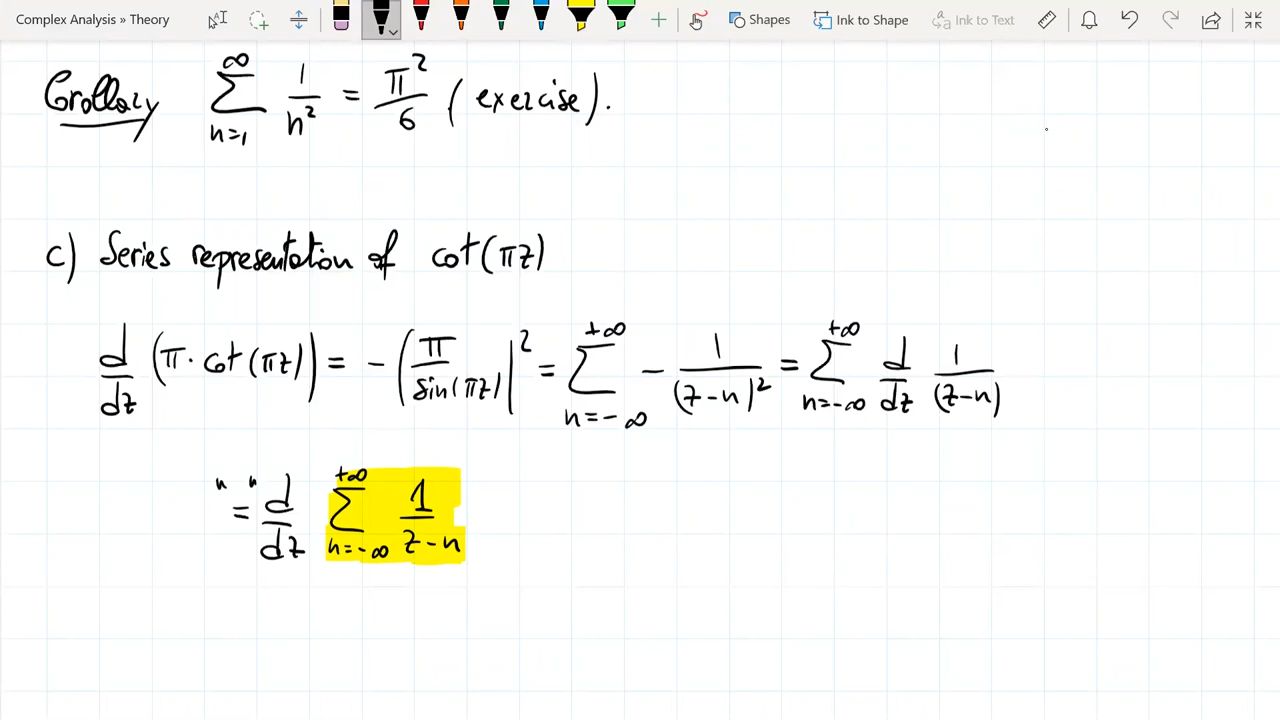 Complex Analysis » Theory
Shapes
Ink to Shape
Ink to Text
Corollary ∑_{n=1}^{∞} 1/n² = π²/6 (exercise).
c) Series representation of cot(πz)
d/dz (π · cot(πz)) = − (π/sin(πz))² = ∑_{n=−∞}^{+∞} − 1/(z−n)² = ∑_{n=−∞}^{+∞} d/dz 1/(z−n)
"=" d/dz ∑_{n=−∞}^{+∞} 1/z−n